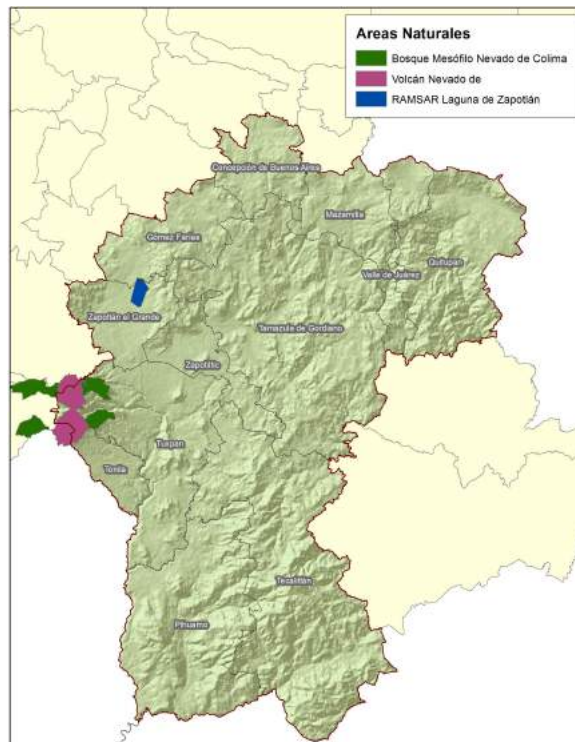 Areas Naturales
Bosque Mesófilo Nevado de Colima
Volcán Nevado de
RAMSAR Laguna de Zapotlán
Concepción de Buenos Aires
Mazamitla
Gómez Farías
Quitupan
Valle de Juárez
Zapotlán el Grande
Tamazula de Gordiano
Zapotiltic
Tuxpan
Tonila
Tecalitlán
Pihuamo